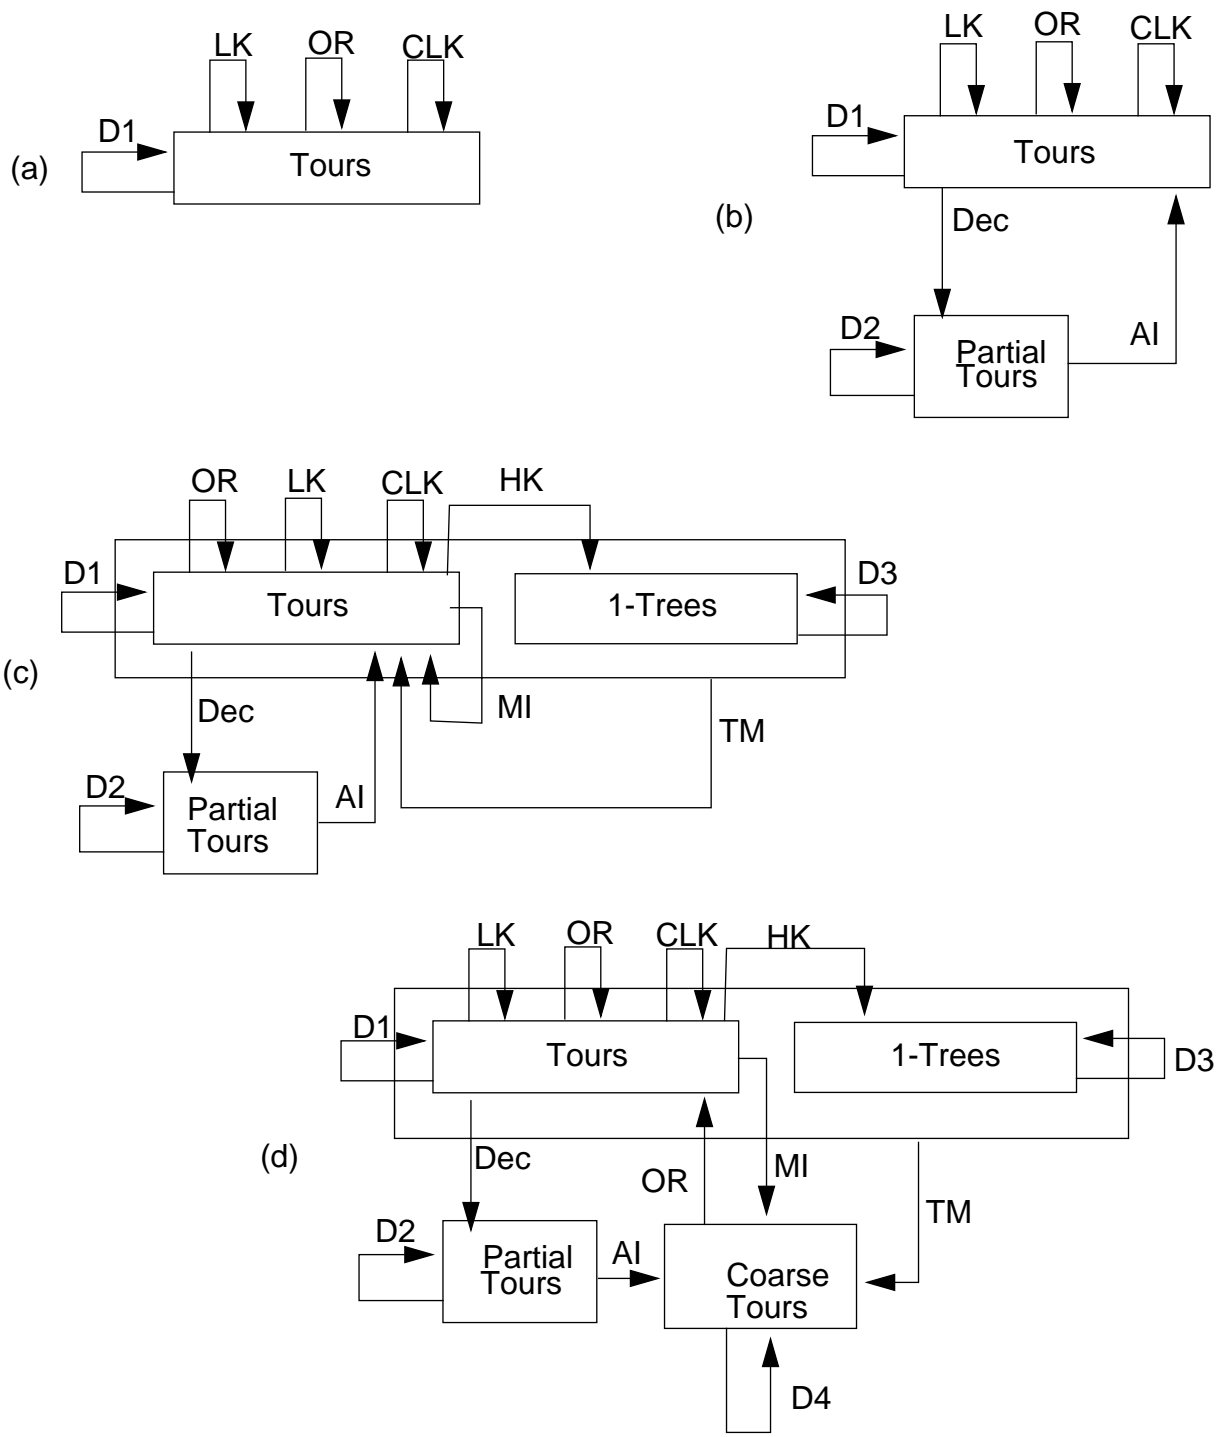 LK OR CLK
D1
Tours
(a)
LK OR CLK
D1
Tours
(b)
Dec
D2
Partial
Tours
AI
OR LK CLK HK
D1
Tours
1-Trees
D3
(c)
Dec
MI
TM
D2
Partial
Tours
AI
LK OR CLK HK
D1
Tours
1-Trees
D3
(d)
Dec
OR
MI
TM
D2
Partial
Tours
AI
Coarse
Tours
D4